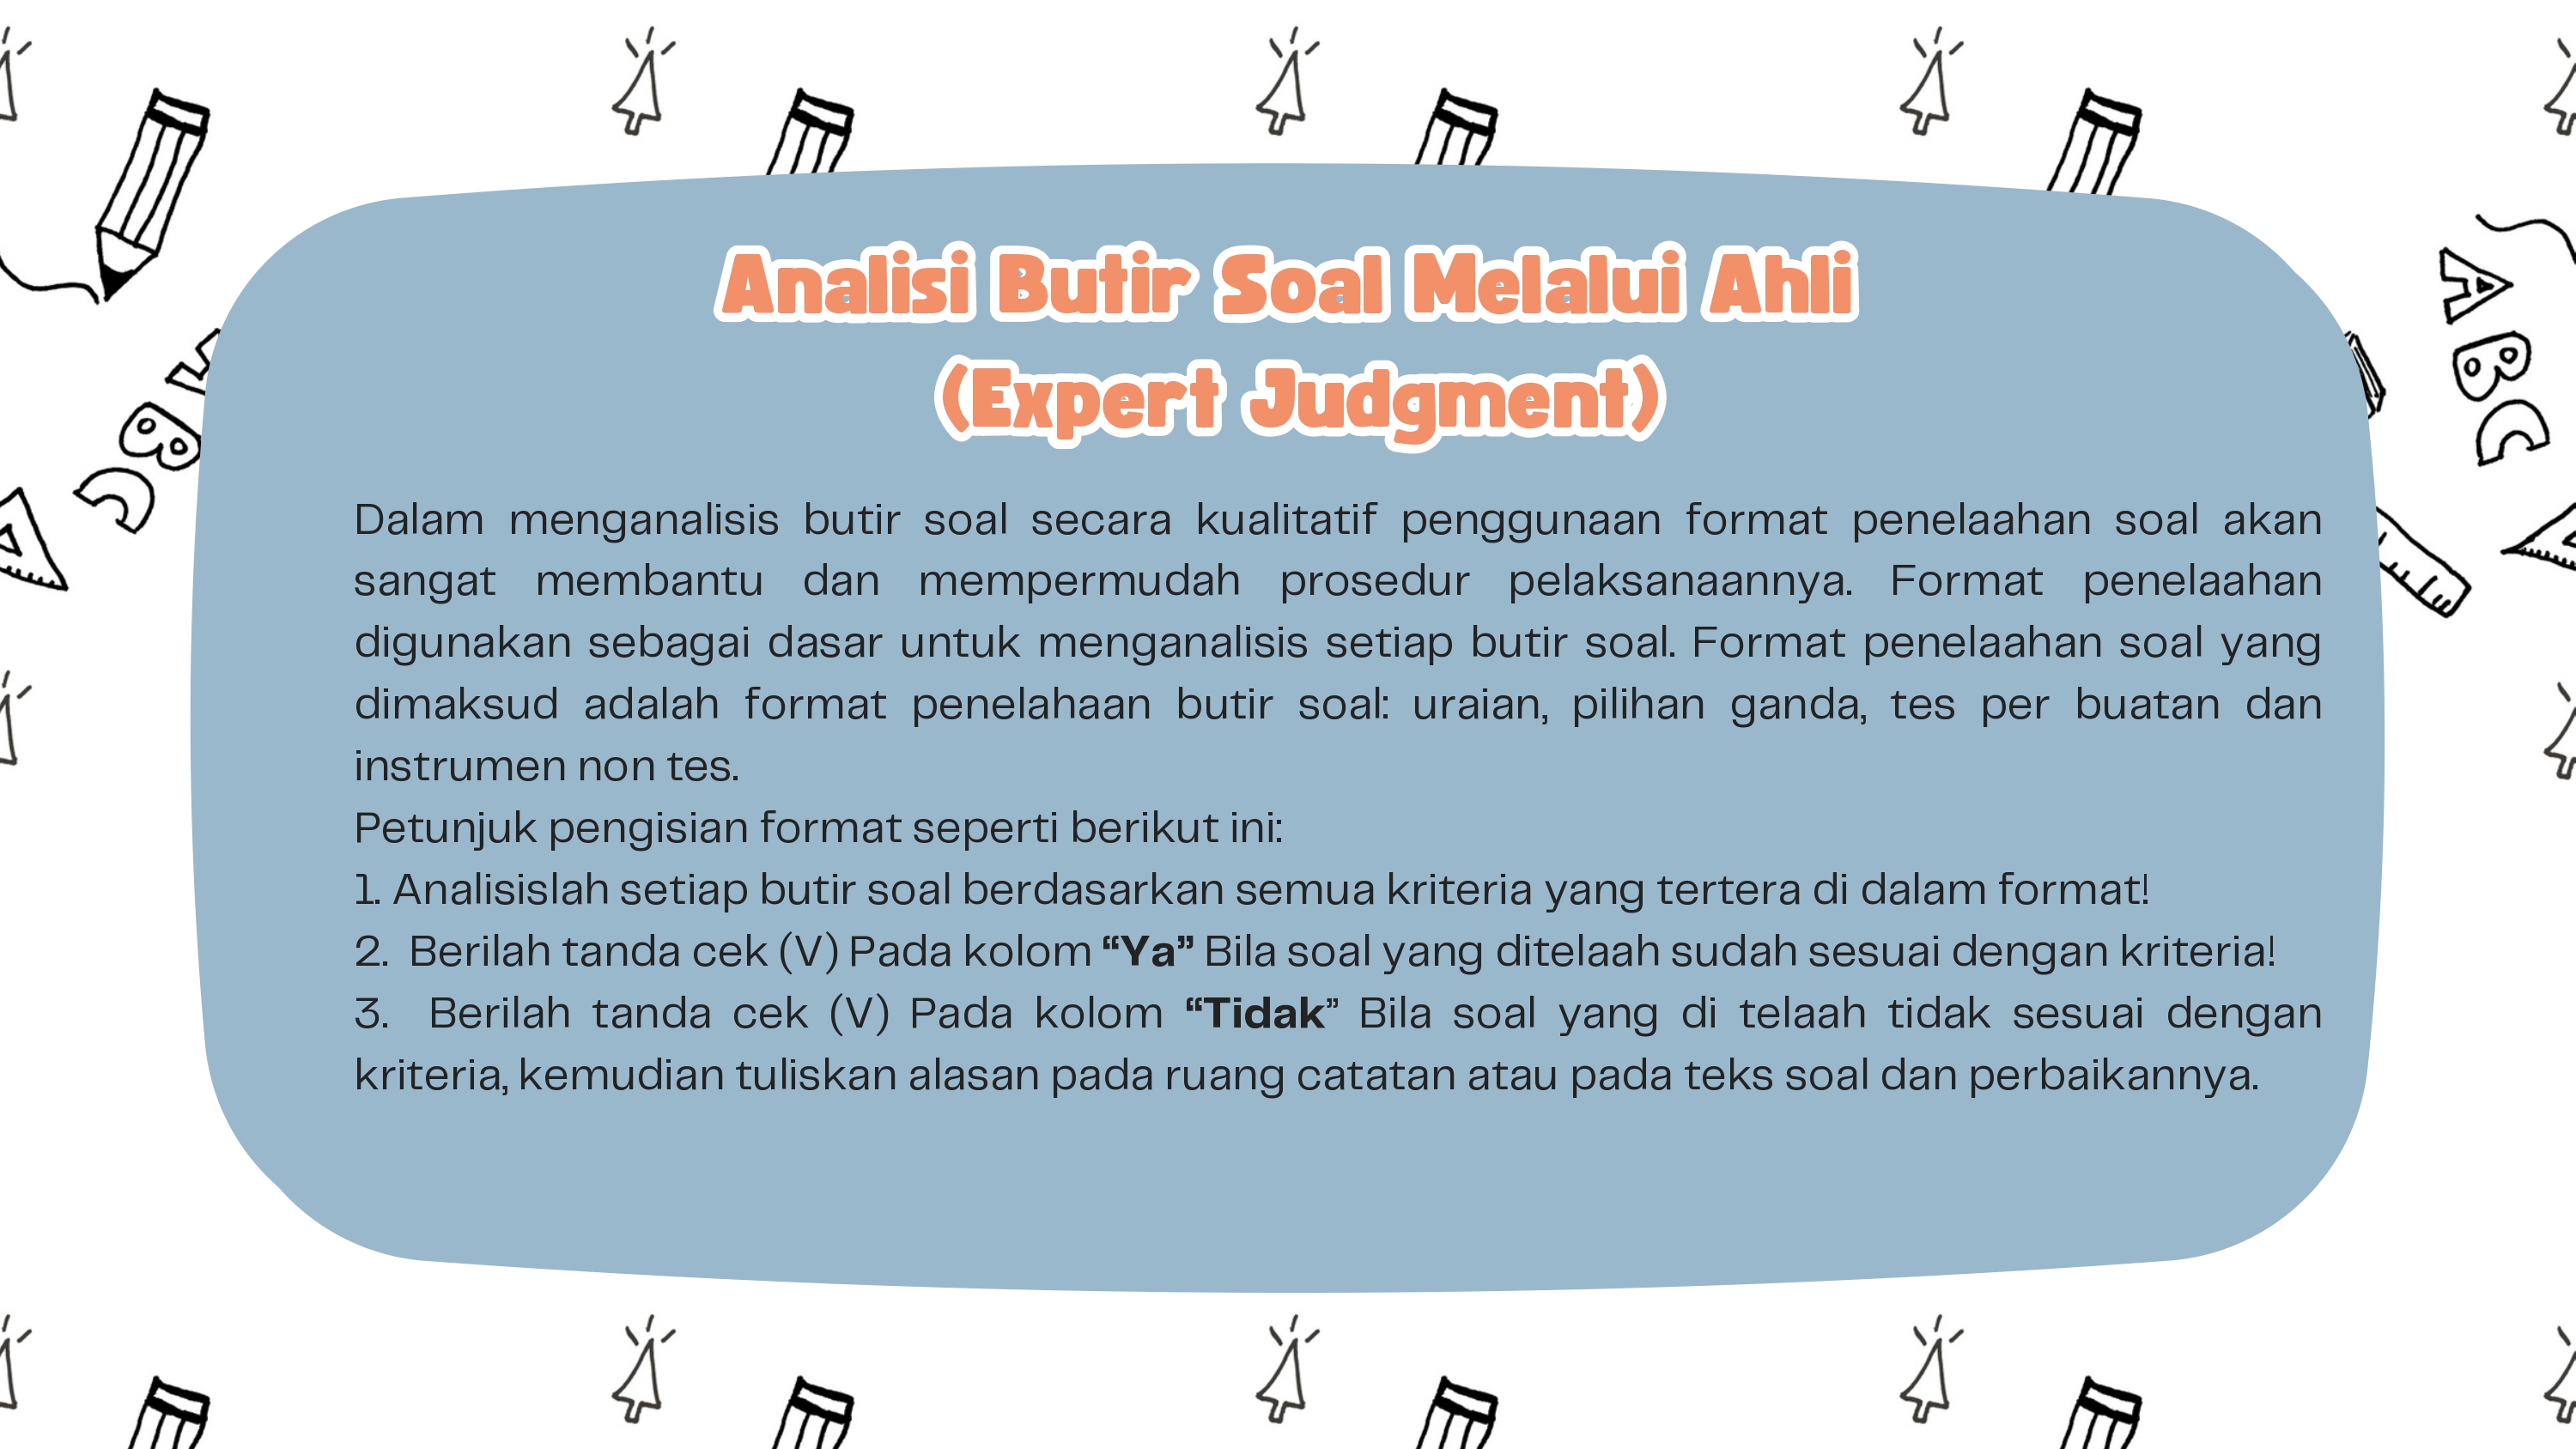 Analisi Butir Soal Melalui Ahli
(Expert Judgment)
Dalam menganalisis butir soal secara kualitatif penggunaan format penelaahan soal akan
sangat membantu dan mempermudah prosedur pelaksanaannya. Format penelaahan
digunakan sebagai dasar untuk menganalisis setiap butir soal. Format penelaahan soal yang
dimaksud adalah format penelahaan butir soal: uraian, pilihan ganda, tes per buatan dan
instrumen non tes.
Petunjuk pengisian format seperti berikut ini:
1. Analisislah setiap butir soal berdasarkan semua kriteria yang tertera di dalam format!
2. Berilah tanda cek (V) Pada kolom “Ya” Bila soal yang ditelaah sudah sesuai dengan kriteria!
3. Berilah tanda cek (V) Pada kolom “Tidak” Bila soal yang di telaah tidak sesuai dengan
kriteria, kemudian tuliskan alasan pada ruang catatan atau pada teks soal dan perbaikannya.
A
B
C
B
C